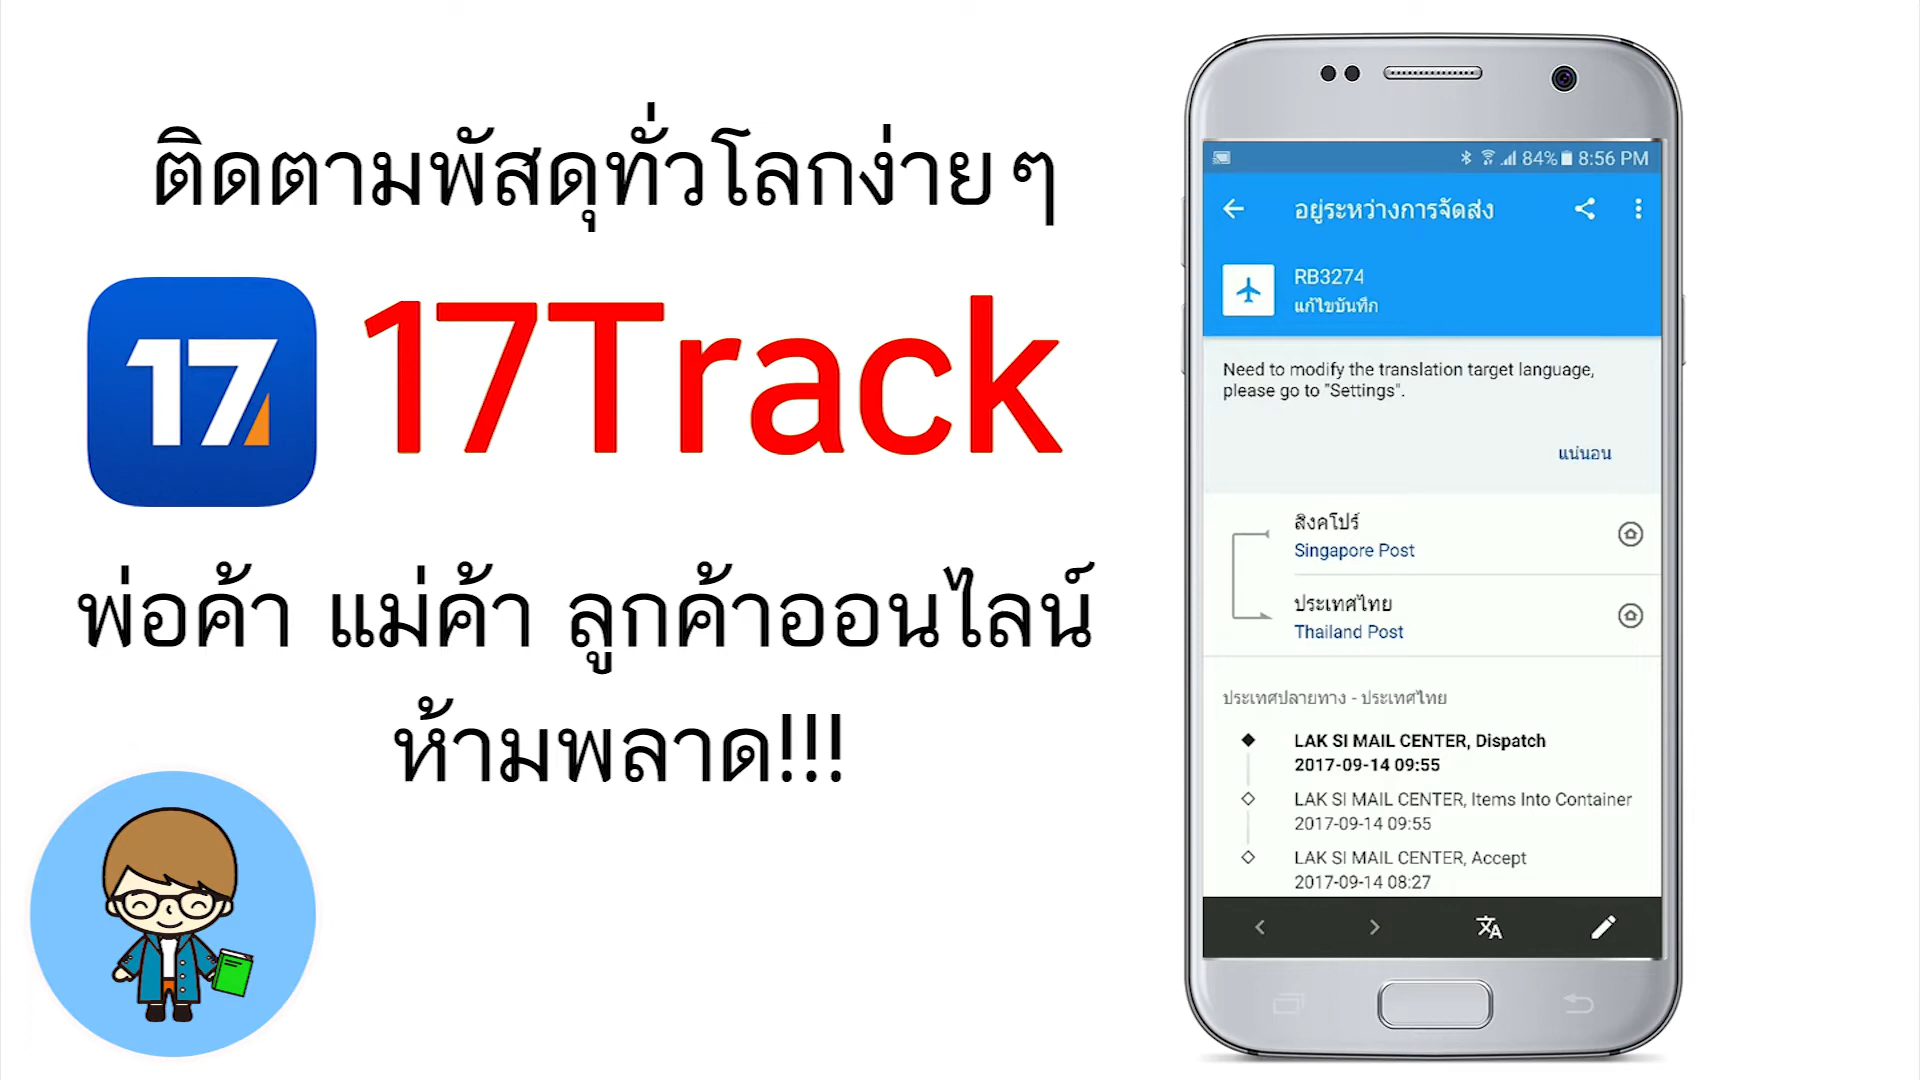 ติดตามพัสดุทั่วโลกง่ายๆ
17
17Track
พ่อค้า แม่ค้า ลูกค้าออนไลน์
ห้ามพลาด!!!
84% 8:56 PM
อยู่ระหว่างการจัดส่ง
RB3274
แก้ไขบันทึก
Need to modify the translation target language,
please go to "Settings".
แน่นอน
สิงคโปร์
Singapore Post
ประเทศไทย
Thailand Post
ประเทศปลายทาง - ประเทศไทย
LAK SI MAIL CENTER, Dispatch
2017-09-14 09:55
LAK SI MAIL CENTER, Items Into Container
2017-09-14 09:55
LAK SI MAIL CENTER, Accept
2017-09-14 08:27